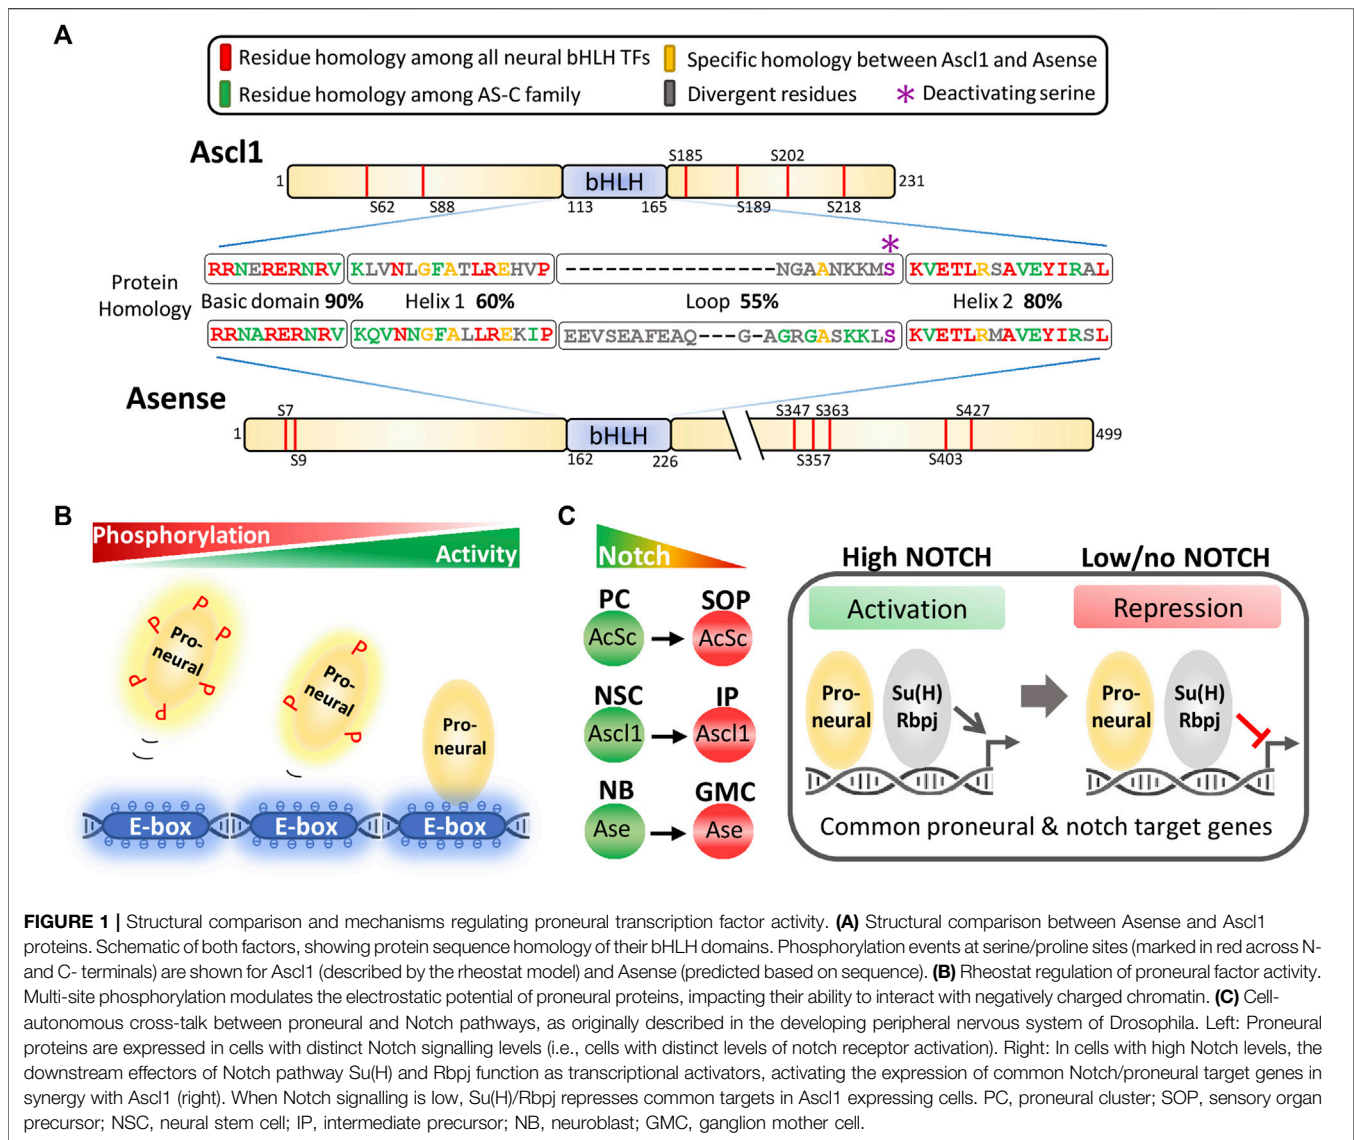 A
Residue homology among all neural bHLH TFs
Specific homology between Ascl1 and Asense
Residue homology among AS-C family
Divergent residues
* Deactivating serine
Ascl1
S185 S202
1 bHLH 231
S62 S88 113 165 S189 S218
*
Protein Homology
RRNERERNRV KLVNLGFATLREHVP ----------------NGAANKKMS KVETLRSAVEYIRAL
Basic domain 90% Helix 1 60% Loop 55% Helix 2 80%
RRNARERNRV KQVNNGFALLREKIP EEVSEAFEAQ----G-AGRGASKKLS KVETLRMAVEYIRSL
Asense
S7 S347 S363 S427
1 bHLH 499
S9 162 226 S357 S403
B
Phosphorylation
Activity
P P P P P P
Pro-neural
P P P
Pro-neural
Pro-neural
E-box E-box E-box
C
Notch
PC SOP
AcSc AcSc
NSC IP
Ascl1 Ascl1
NB GMC
Ase Ase
High NOTCH Low/no NOTCH
Activation Repression
Pro-neural Su(H) Rbpj Pro-neural Su(H) Rbpj
Common proneural & notch target genes
FIGURE 1 | Structural comparison and mechanisms regulating proneural transcription factor activity. (A) Structural comparison between Asense and Ascl1
proteins. Schematic of both factors, showing protein sequence homology of their bHLH domains. Phosphorylation events at serine/proline sites (marked in red across N-
and C- terminals) are shown for Ascl1 (described by the rheostat model) and Asense (predicted based on sequence). (B) Rheostat regulation of proneural factor activity.
Multi-site phosphorylation modulates the electrostatic potential of proneural proteins, impacting their ability to interact with negatively charged chromatin. (C) Cell-
autonomous cross-talk between proneural and Notch pathways, as originally described in the developing peripheral nervous system of Drosophila. Left: Proneural
proteins are expressed in cells with distinct Notch signalling levels (i.e., cells with distinct levels of notch receptor activation). Right: In cells with high Notch levels, the
downstream effectors of Notch pathway Su(H) and Rbpj function as transcriptional activators, activating the expression of common Notch/proneural target genes in
synergy with Ascl1 (right). When Notch signalling is low, Su(H)/Rbpj represses common targets in Ascl1 expressing cells. PC, proneural cluster; SOP, sensory organ
precursor; NSC, neural stem cell; IP, intermediate precursor; NB, neuroblast; GMC, ganglion mother cell.